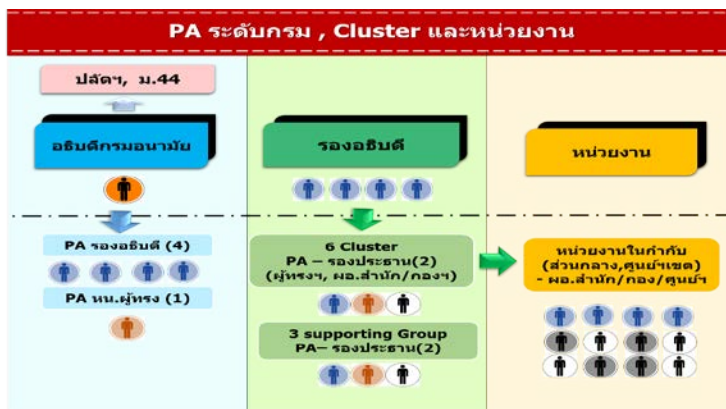 PA ระดับกรม , Cluster และหน่วยงาน
ปลัดฯ, ม.44
อธิบดีกรมอนามัย
PA รองอธิบดี (4)
PA หน.ผู้ทรง (1)
รองอธิบดี
6 Cluster
PA – รองประธาน(2)
(ผู้ทรงฯ, ผอ.สำนัก/กองฯ)
3 supporting Group
PA– รองประธาน(2)
หน่วยงาน
หน่วยงานในกำกับ
(ส่วนกลาง,ศูนย์ฯเขต)
- ผอ.สำนัก/กอง/ศูนย์ฯ